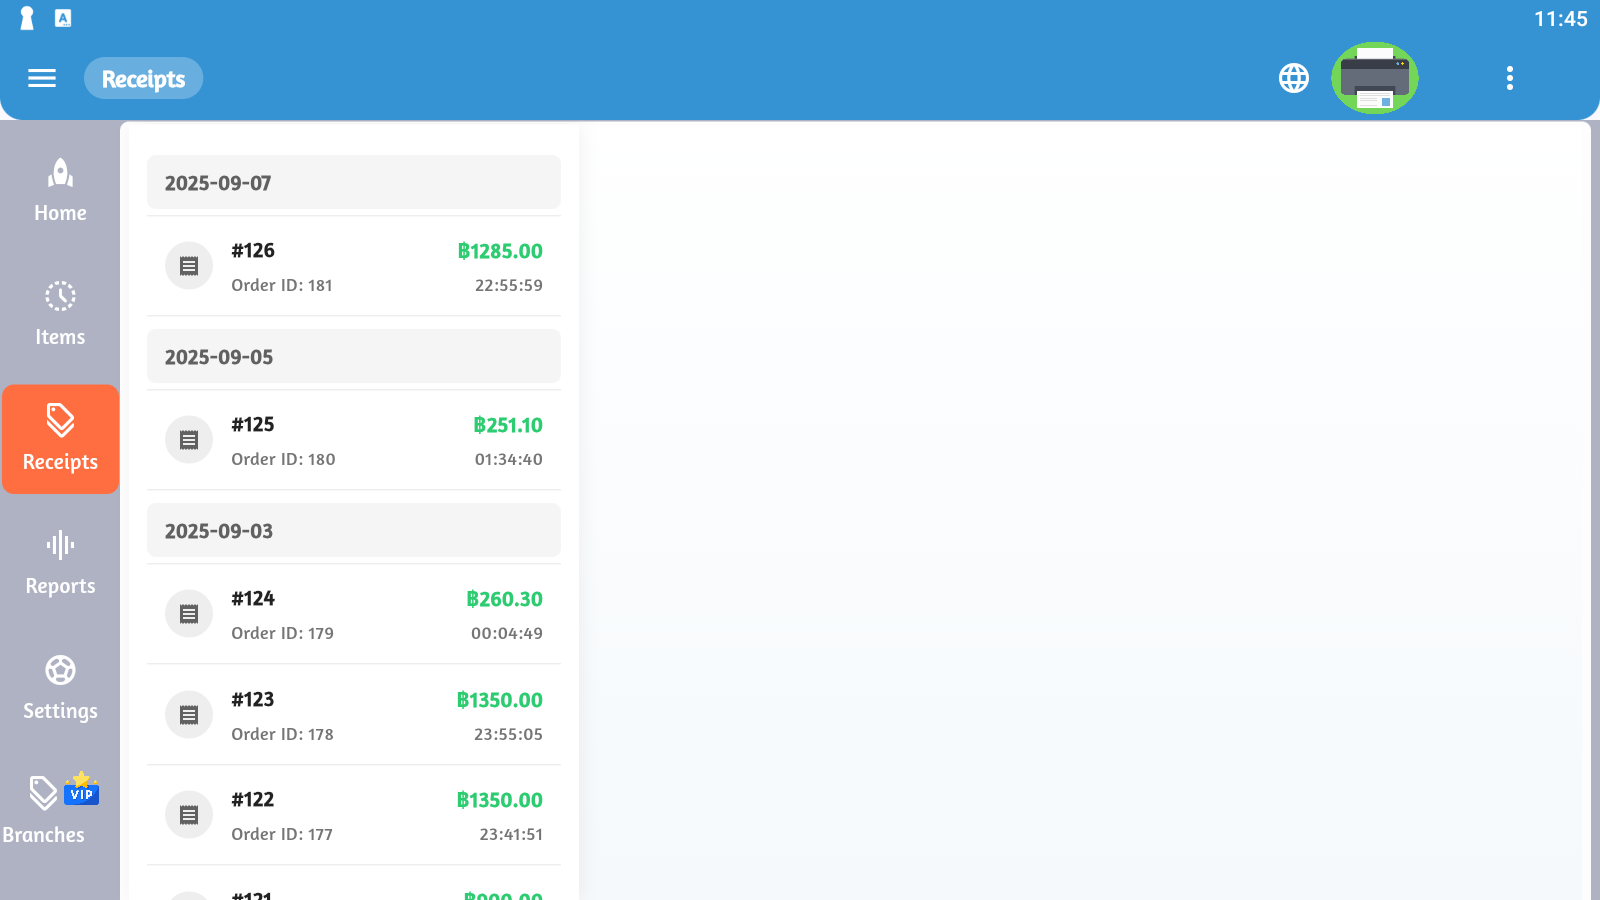 11:45
Receipts
Home
Items
Receipts
Reports
Settings
VIP
Branches
2025-09-07
#126
฿1285.00
Order ID: 181
22:55:59
2025-09-05
#125
฿251.10
Order ID: 180
01:34:40
2025-09-03
#124
฿260.30
Order ID: 179
00:04:49
#123
฿1350.00
Order ID: 178
23:55:05
#122
฿1350.00
Order ID: 177
23:41:51
#121
฿900.00